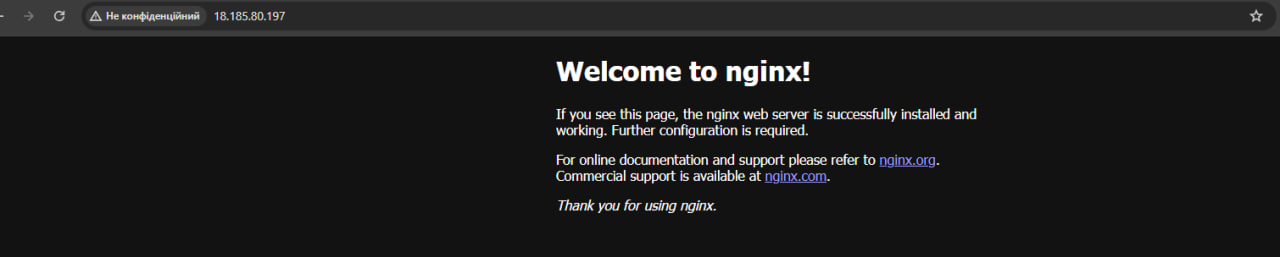 Не конфіденційний 18.185.80.197
Welcome to nginx!
If you see this page, the nginx web server is successfully installed and
working. Further configuration is required.
For online documentation and support please refer to nginx.org.
Commercial support is available at nginx.com.
Thank you for using nginx.